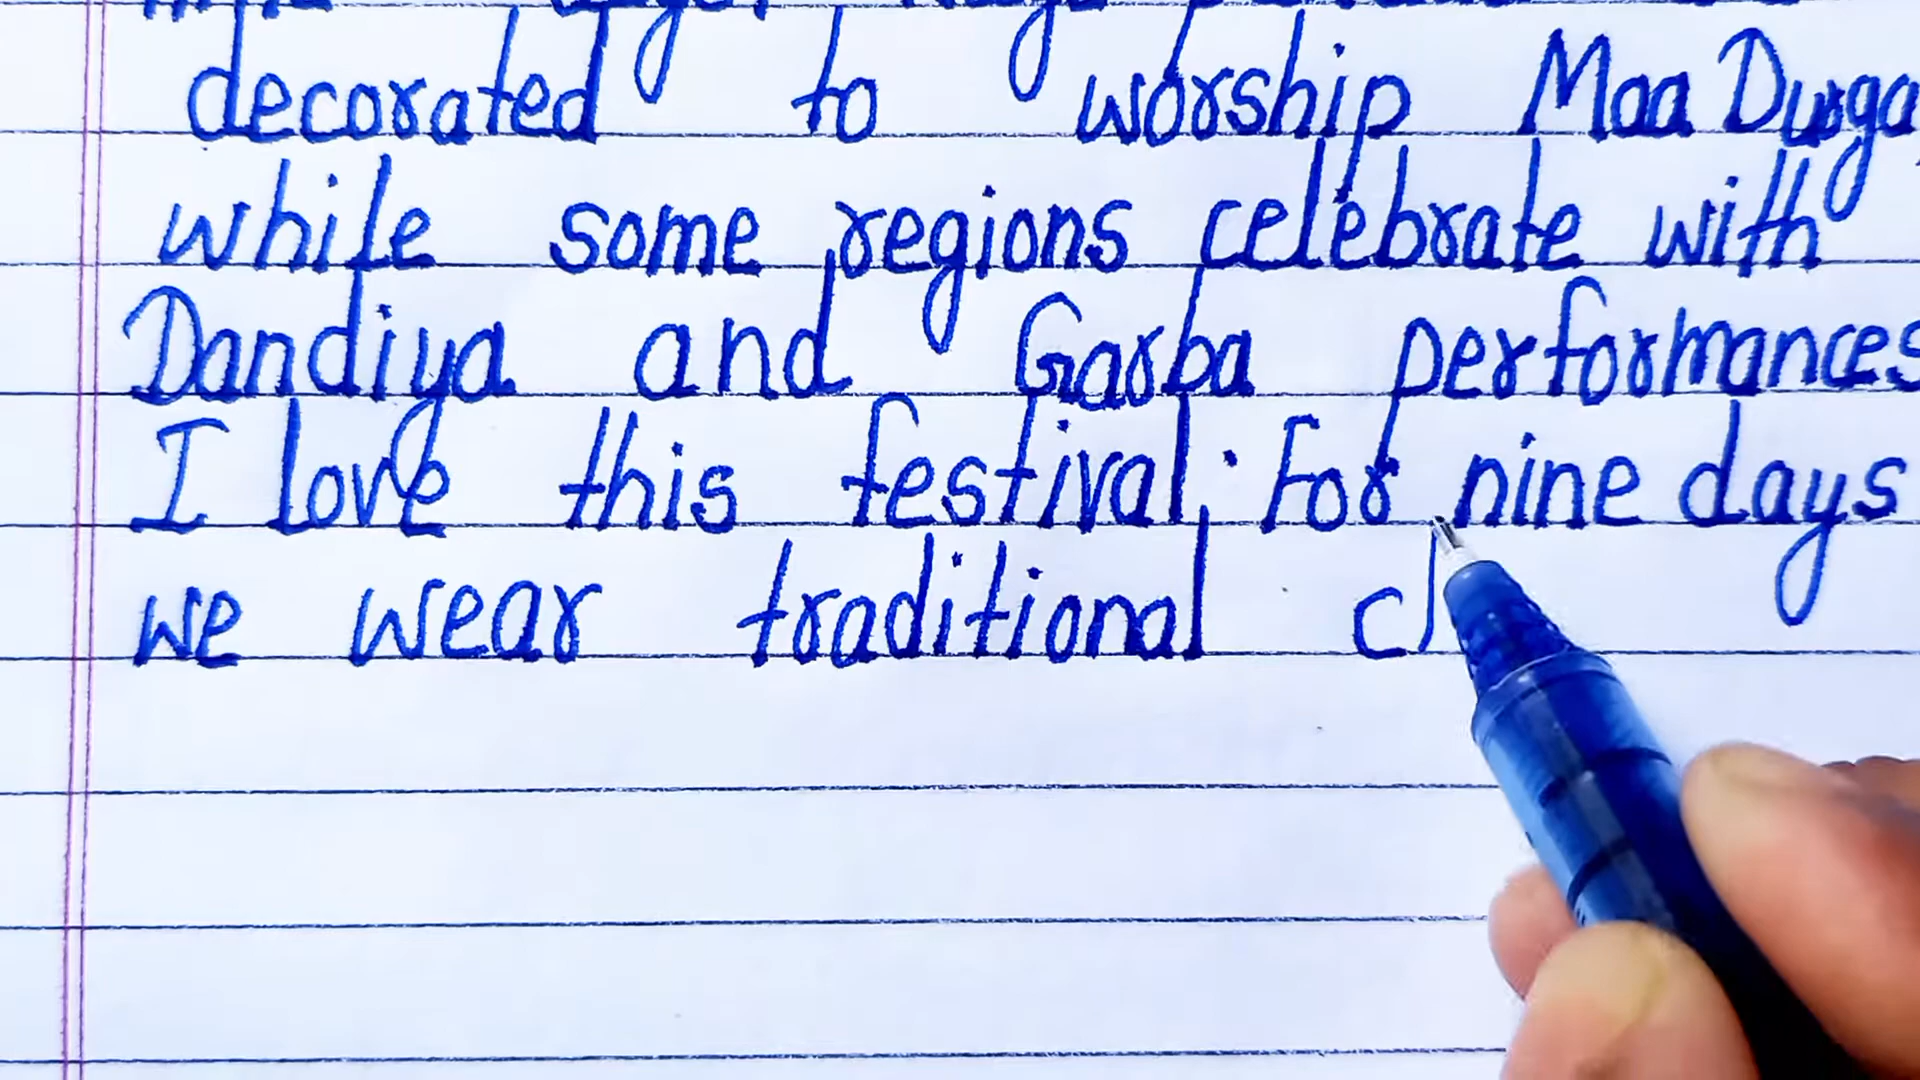 decorated to worship Maa Durga,
while some regions celebrate with
Dandiya and Garba performances
I love this festival. For nine days
we wear traditional cl